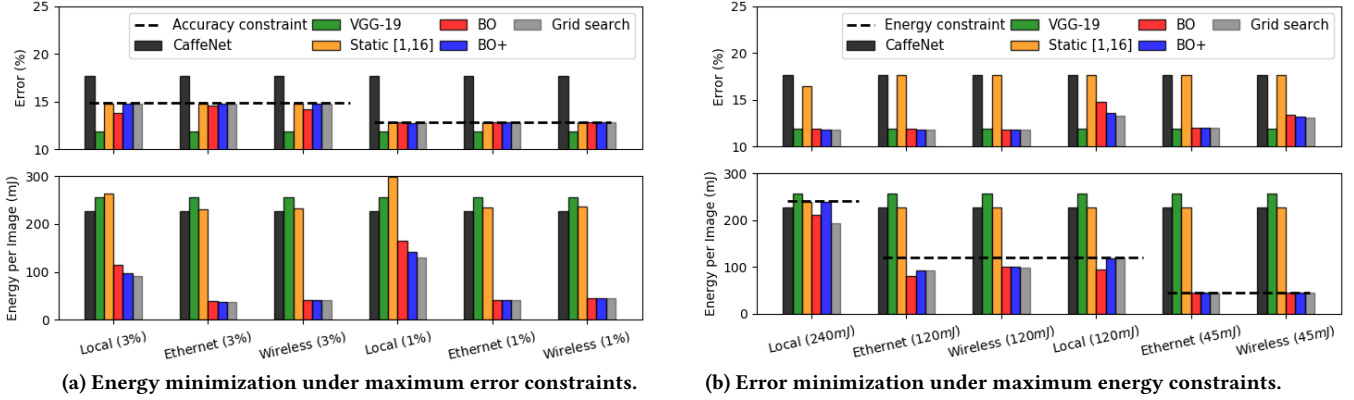 25
20
15
10
Error (%)
Accuracy constraint
CaffeNet
VGG-19
Static [1,16]
BO
BO+
Grid search
300
200
100
0
Energy per Image (mJ)
Local (3%)
Ethernet (3%)
Wireless (3%)
Local (1%)
Ethernet (1%)
Wireless (1%)
(a) Energy minimization under maximum error constraints.
25
20
15
10
Error (%)
Energy constraint
CaffeNet
VGG-19
Static [1,16]
BO
BO+
Grid search
300
200
100
0
Energy per Image (mJ)
Local (240mJ)
Ethernet (120mJ)
Wireless (120mJ)
Local (120mJ)
Ethernet (45mJ)
Wireless (45mJ)
(b) Error minimization under maximum energy constraints.